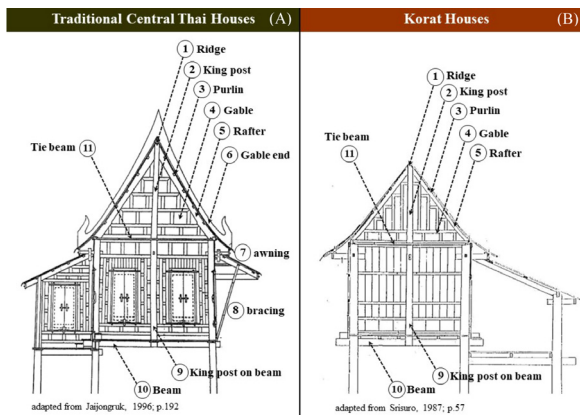 Traditional Central Thai Houses (A)
1 Ridge
2 King post
3 Purlin
4 Gable
5 Rafter
Tie beam 11
6 Gable end
7 awning
8 bracing
9 King post on beam
10 Beam
adapted from Jaijongruk, 1996; p.192
Korat Houses (B)
1 Ridge
2 King post
3 Purlin
Tie beam
11
4 Gable
5 Rafter
9 King post on beam
10 Beam
adapted from Srisuro, 1987; p.57